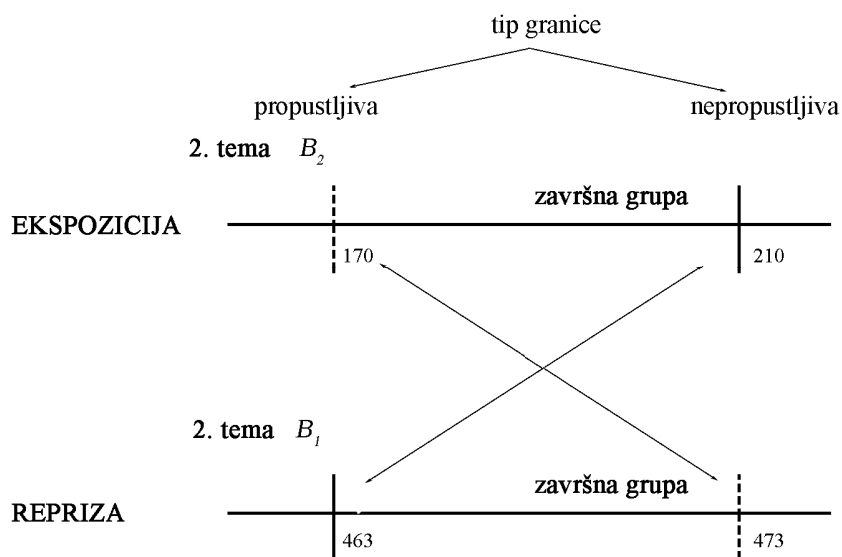 tip granice
propustljiva nepropustljiva
2. tema B₂
završna grupa
EKSPOZICIJA
170 210
2. tema B₁
završna grupa
REPRIZA
463 473